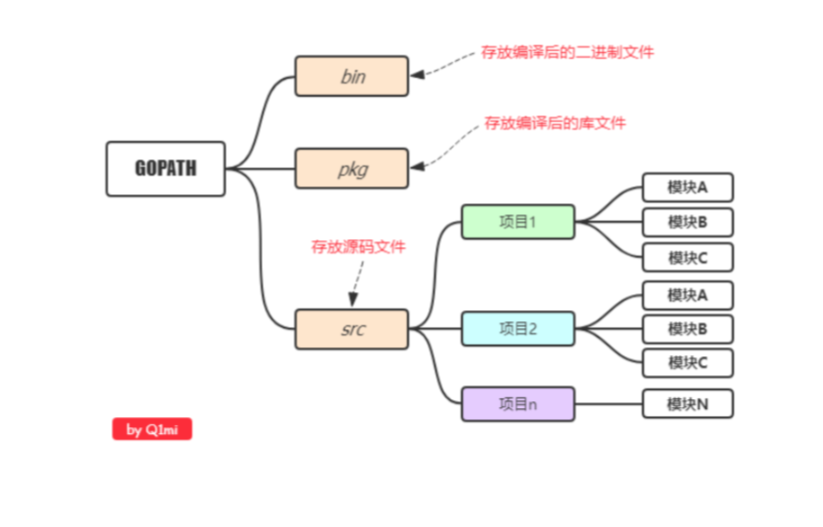 存放编译后的二进制文件
bin
存放编译后的库文件
GOPATH
pkg
模块A
项目1
模块B
存放源码文件
模块C
模块A
src
项目2
模块B
模块C
项目n
模块N
by Q1mi